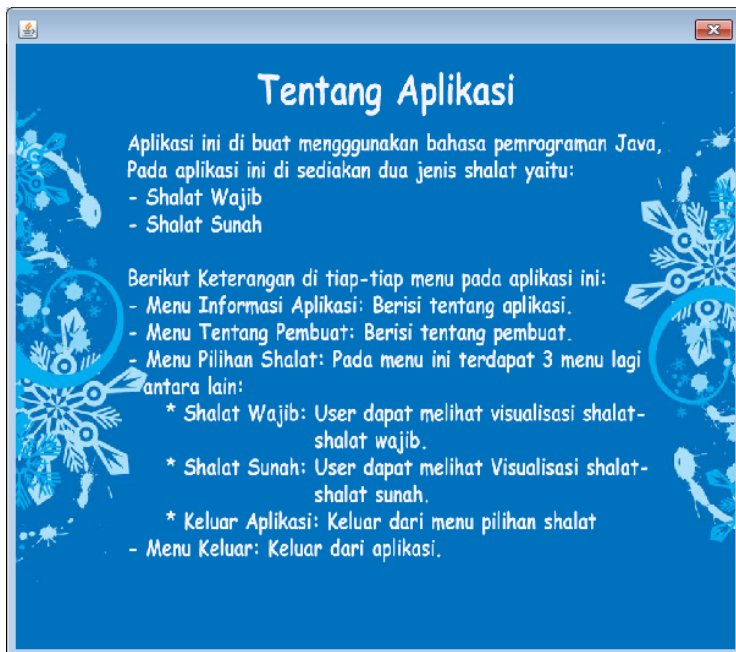 Tentang Aplikasi
Aplikasi ini di buat mengggunakan bahasa pemrograman Java,
Pada aplikasi ini di sediakan dua jenis shalat yaitu:
- Shalat Wajib
- Shalat Sunah
Berikut Keterangan di tiap-tiap menu pada aplikasi ini:
- Menu Informasi Aplikasi: Berisi tentang aplikasi.
- Menu Tentang Pembuat: Berisi tentang pembuat.
- Menu Pilihan Shalat: Pada menu ini terdapat 3 menu lagi
antara lain:
* Shalat Wajib: User dapat melihat visualisasi shalat-
shalat wajib.
* Shalat Sunah: User dapat melihat Visualisasi shalat-
shalat sunah.
* Keluar Aplikasi: Keluar dari menu pilihan shalat
- Menu Keluar: Keluar dari aplikasi.